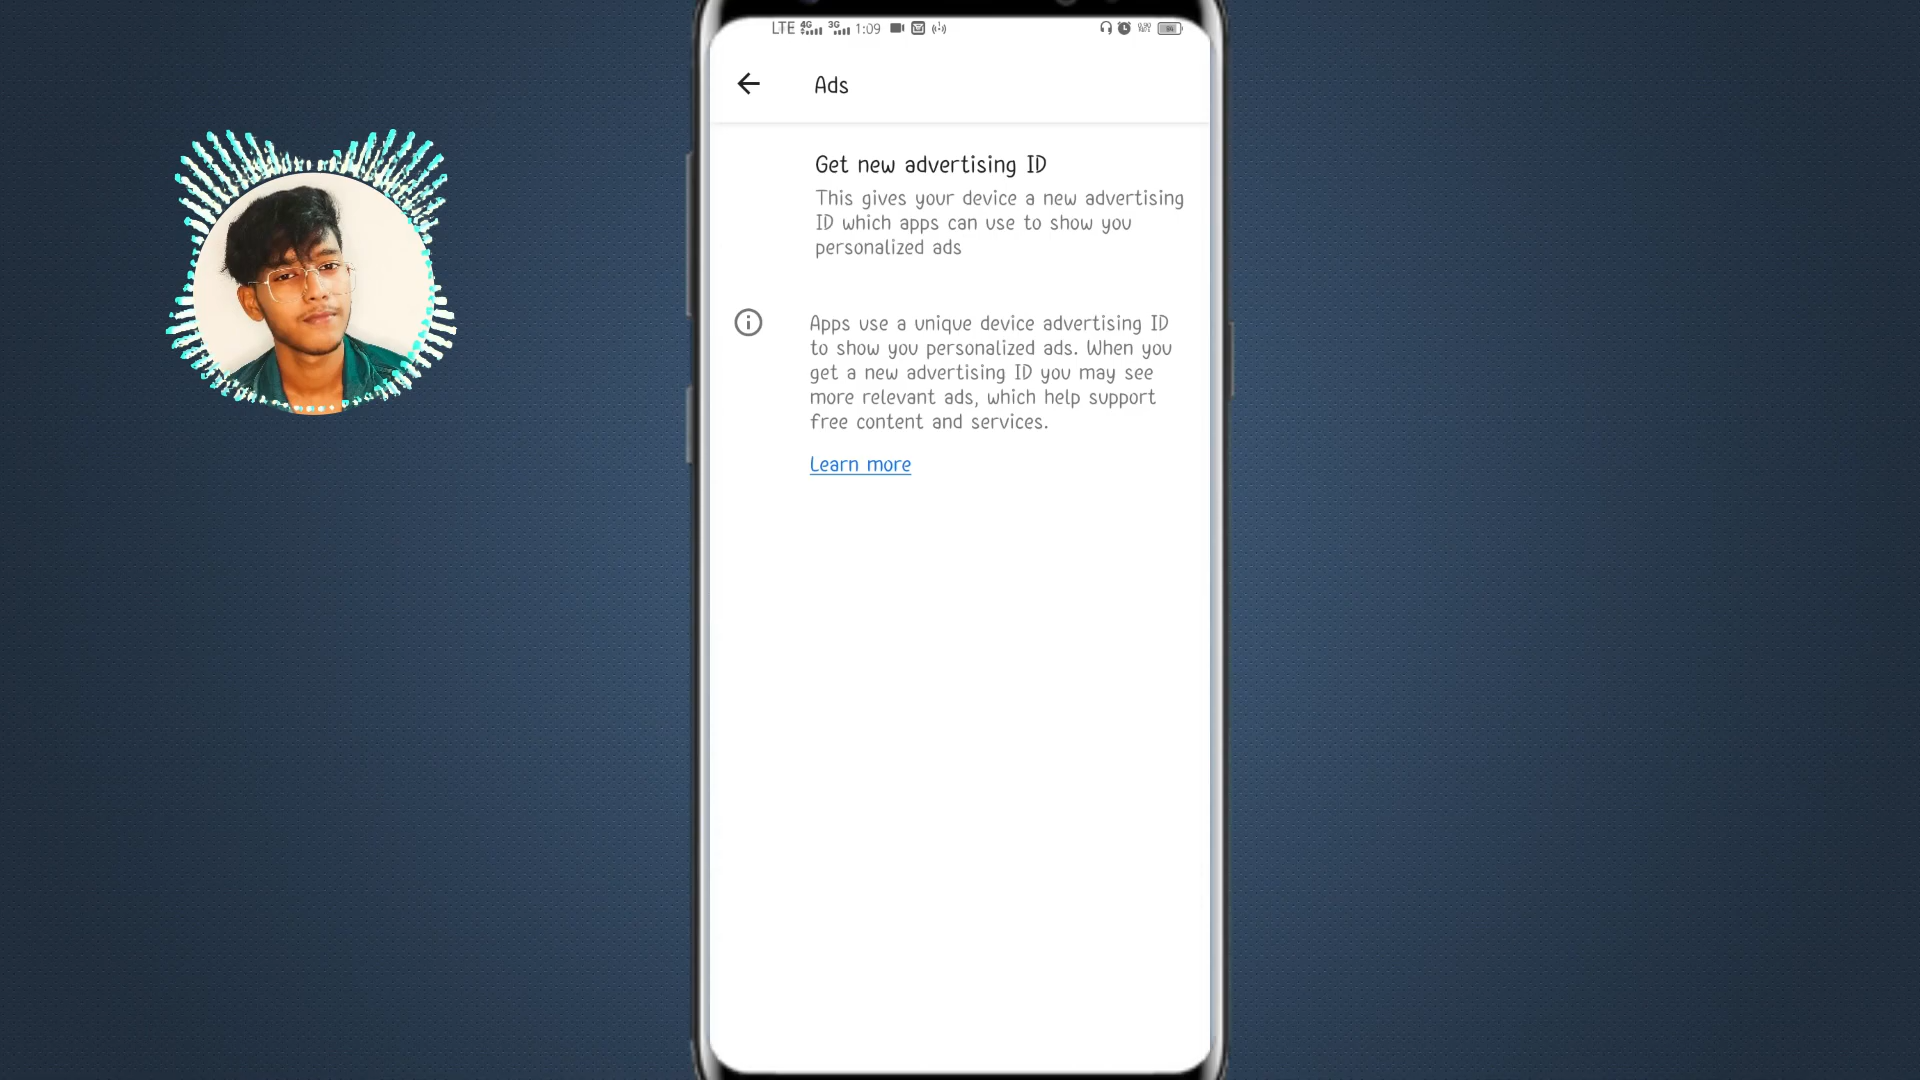 LTE 4G 3G 1:09
Ads
Get new advertising ID
This gives your device a new advertising
ID which apps can use to show you
personalized ads
Apps use a unique device advertising ID
to show you personalized ads. When you
get a new advertising ID you may see
more relevant ads, which help support
free content and services.
Learn more